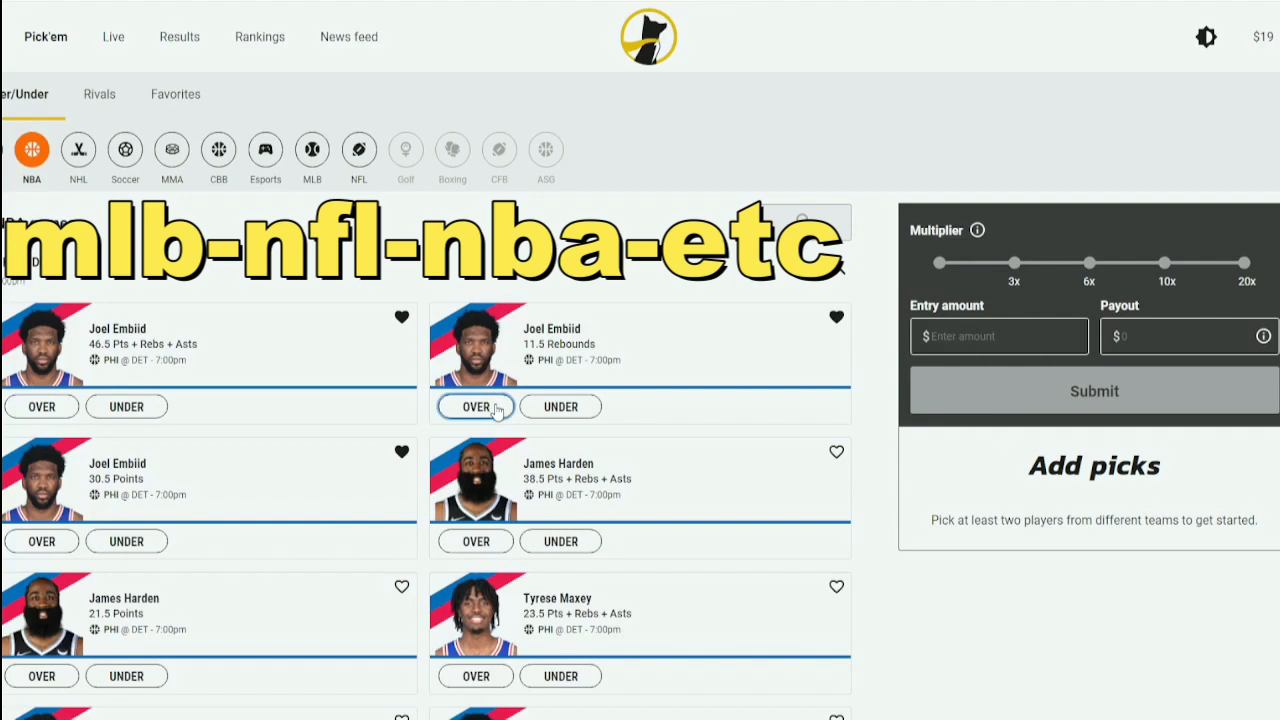 Pick'em Live Results Rankings News feed $19
er/Under Rivals Favorites
NBA NHL Soccer MMA CBB Esports MLB NFL Golf Boxing CFB ASG
mlb-nfl-nba-etc
Multiplier
3x 6x 10x 20x
Entry amount Payout
$ Enter amount $ 0
Submit
Add picks
Pick at least two players from different teams to get started.
Joel Embiid
46.5 Pts + Rebs + Asts
PHI @ DET - 7:00pm
OVER UNDER
Joel Embiid
11.5 Rebounds
PHI @ DET - 7:00pm
OVER UNDER
Joel Embiid
30.5 Points
PHI @ DET - 7:00pm
OVER UNDER
James Harden
38.5 Pts + Rebs + Asts
PHI @ DET - 7:00pm
OVER UNDER
James Harden
21.5 Points
PHI @ DET - 7:00pm
OVER UNDER
Tyrese Maxey
23.5 Pts + Rebs + Asts
PHI @ DET - 7:00pm
OVER UNDER